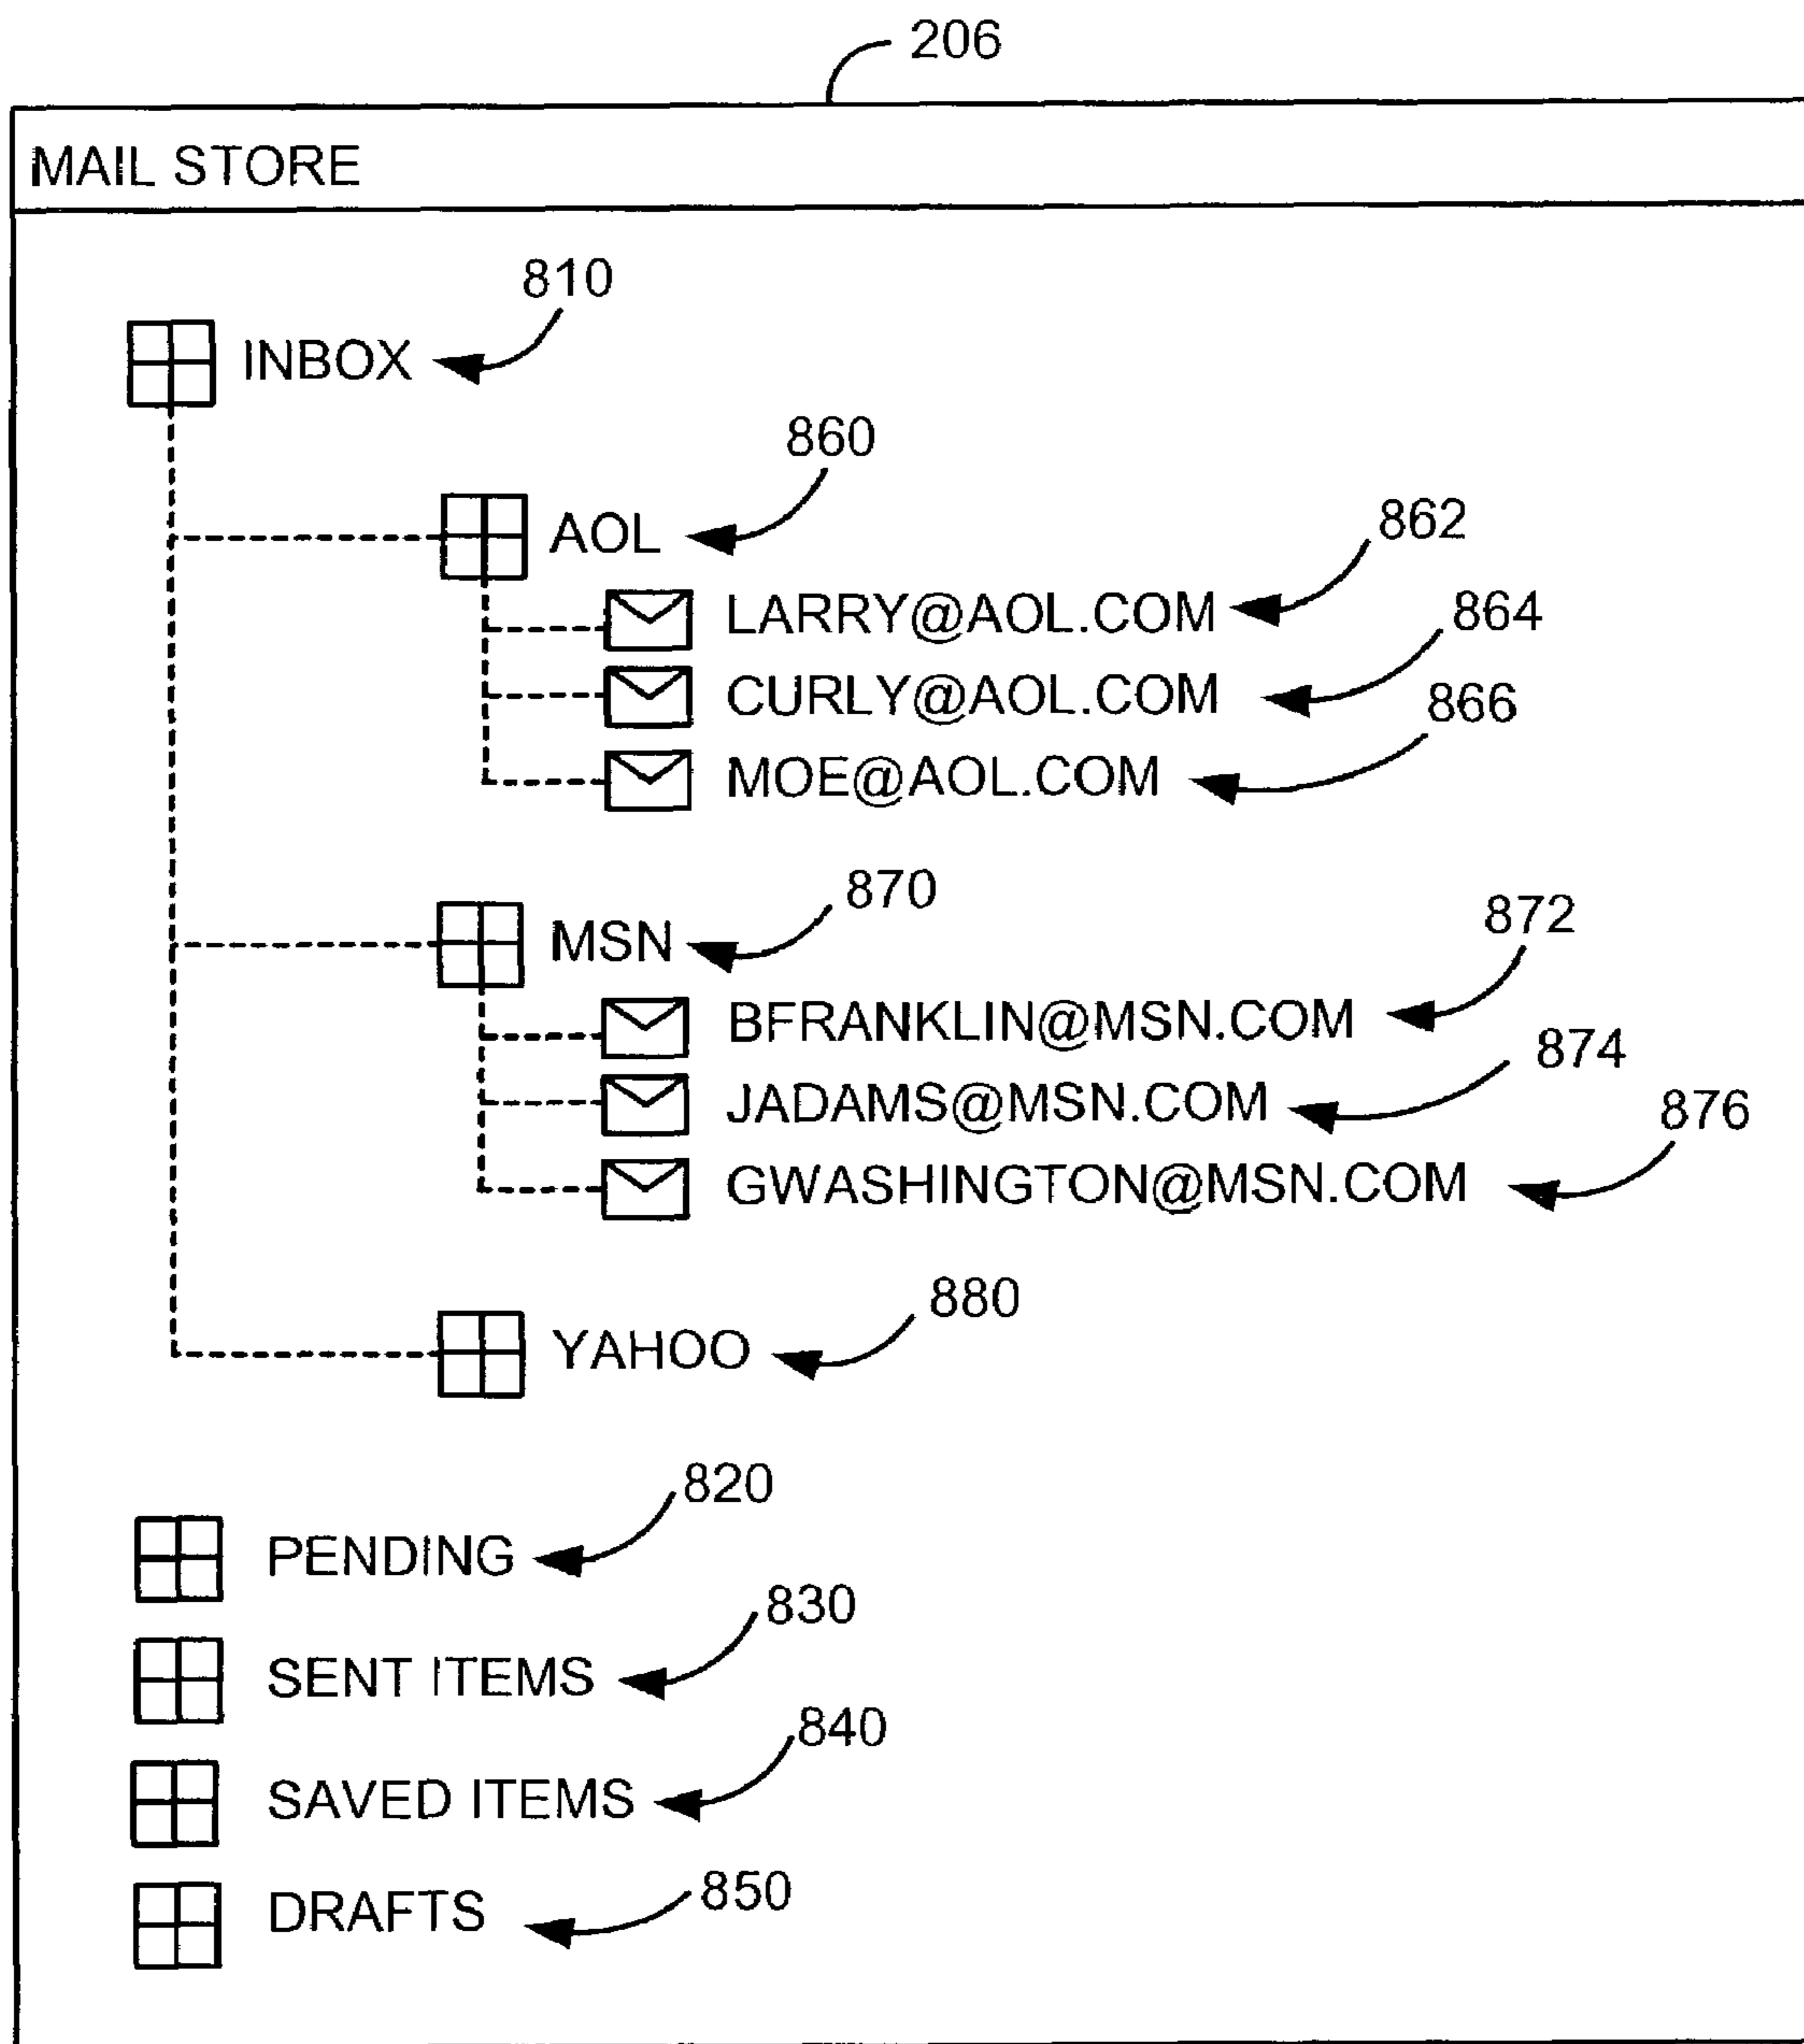 206
MAIL STORE
810
INBOX
860
AOL
862
LARRY@AOL.COM
864
CURLY@AOL.COM
866
MOE@AOL.COM
870
MSN
872
BFRANKLIN@MSN.COM
874
JADAMS@MSN.COM
876
GWASHINGTON@MSN.COM
880
YAHOO
820
PENDING
830
SENT ITEMS
840
SAVED ITEMS
850
DRAFTS